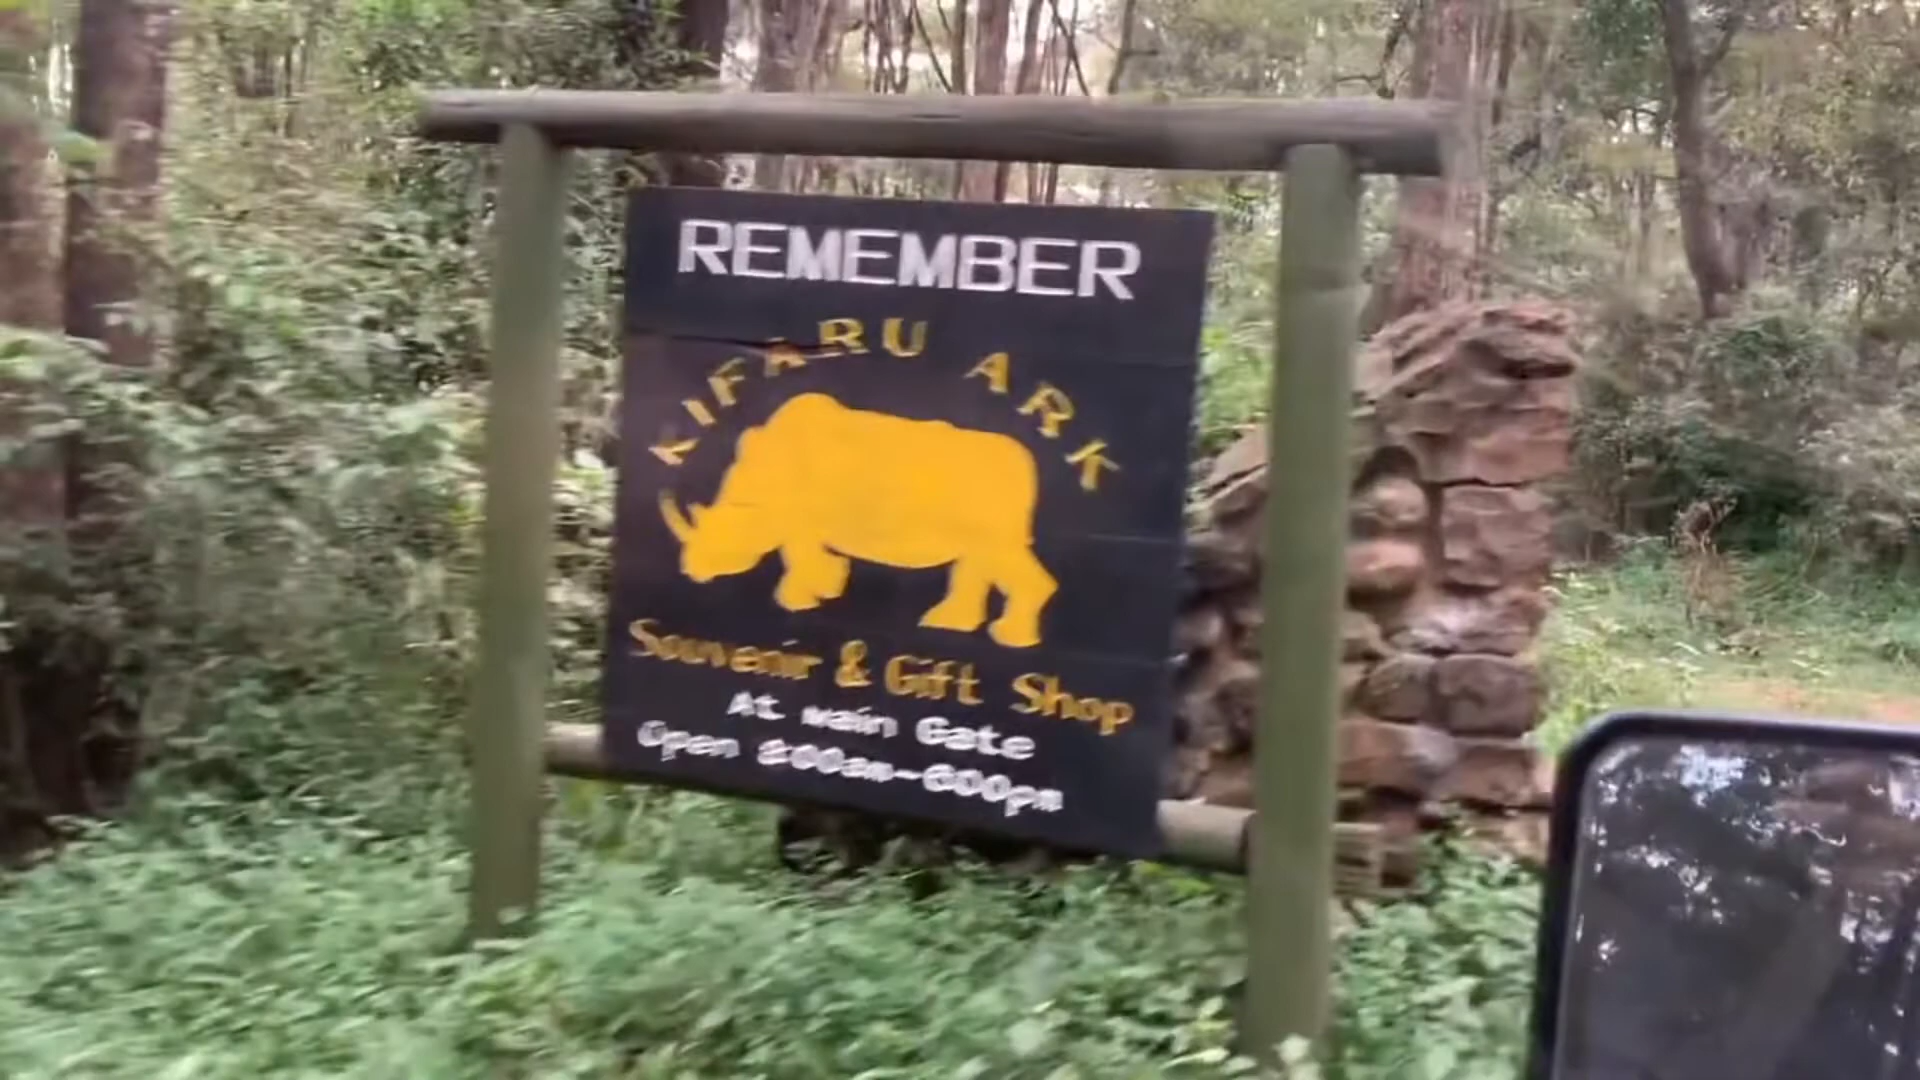 REMEMBER
KIFARU ARK
Souvenir & Gift Shop
At Main Gate
Open 8:00am-6:00pm